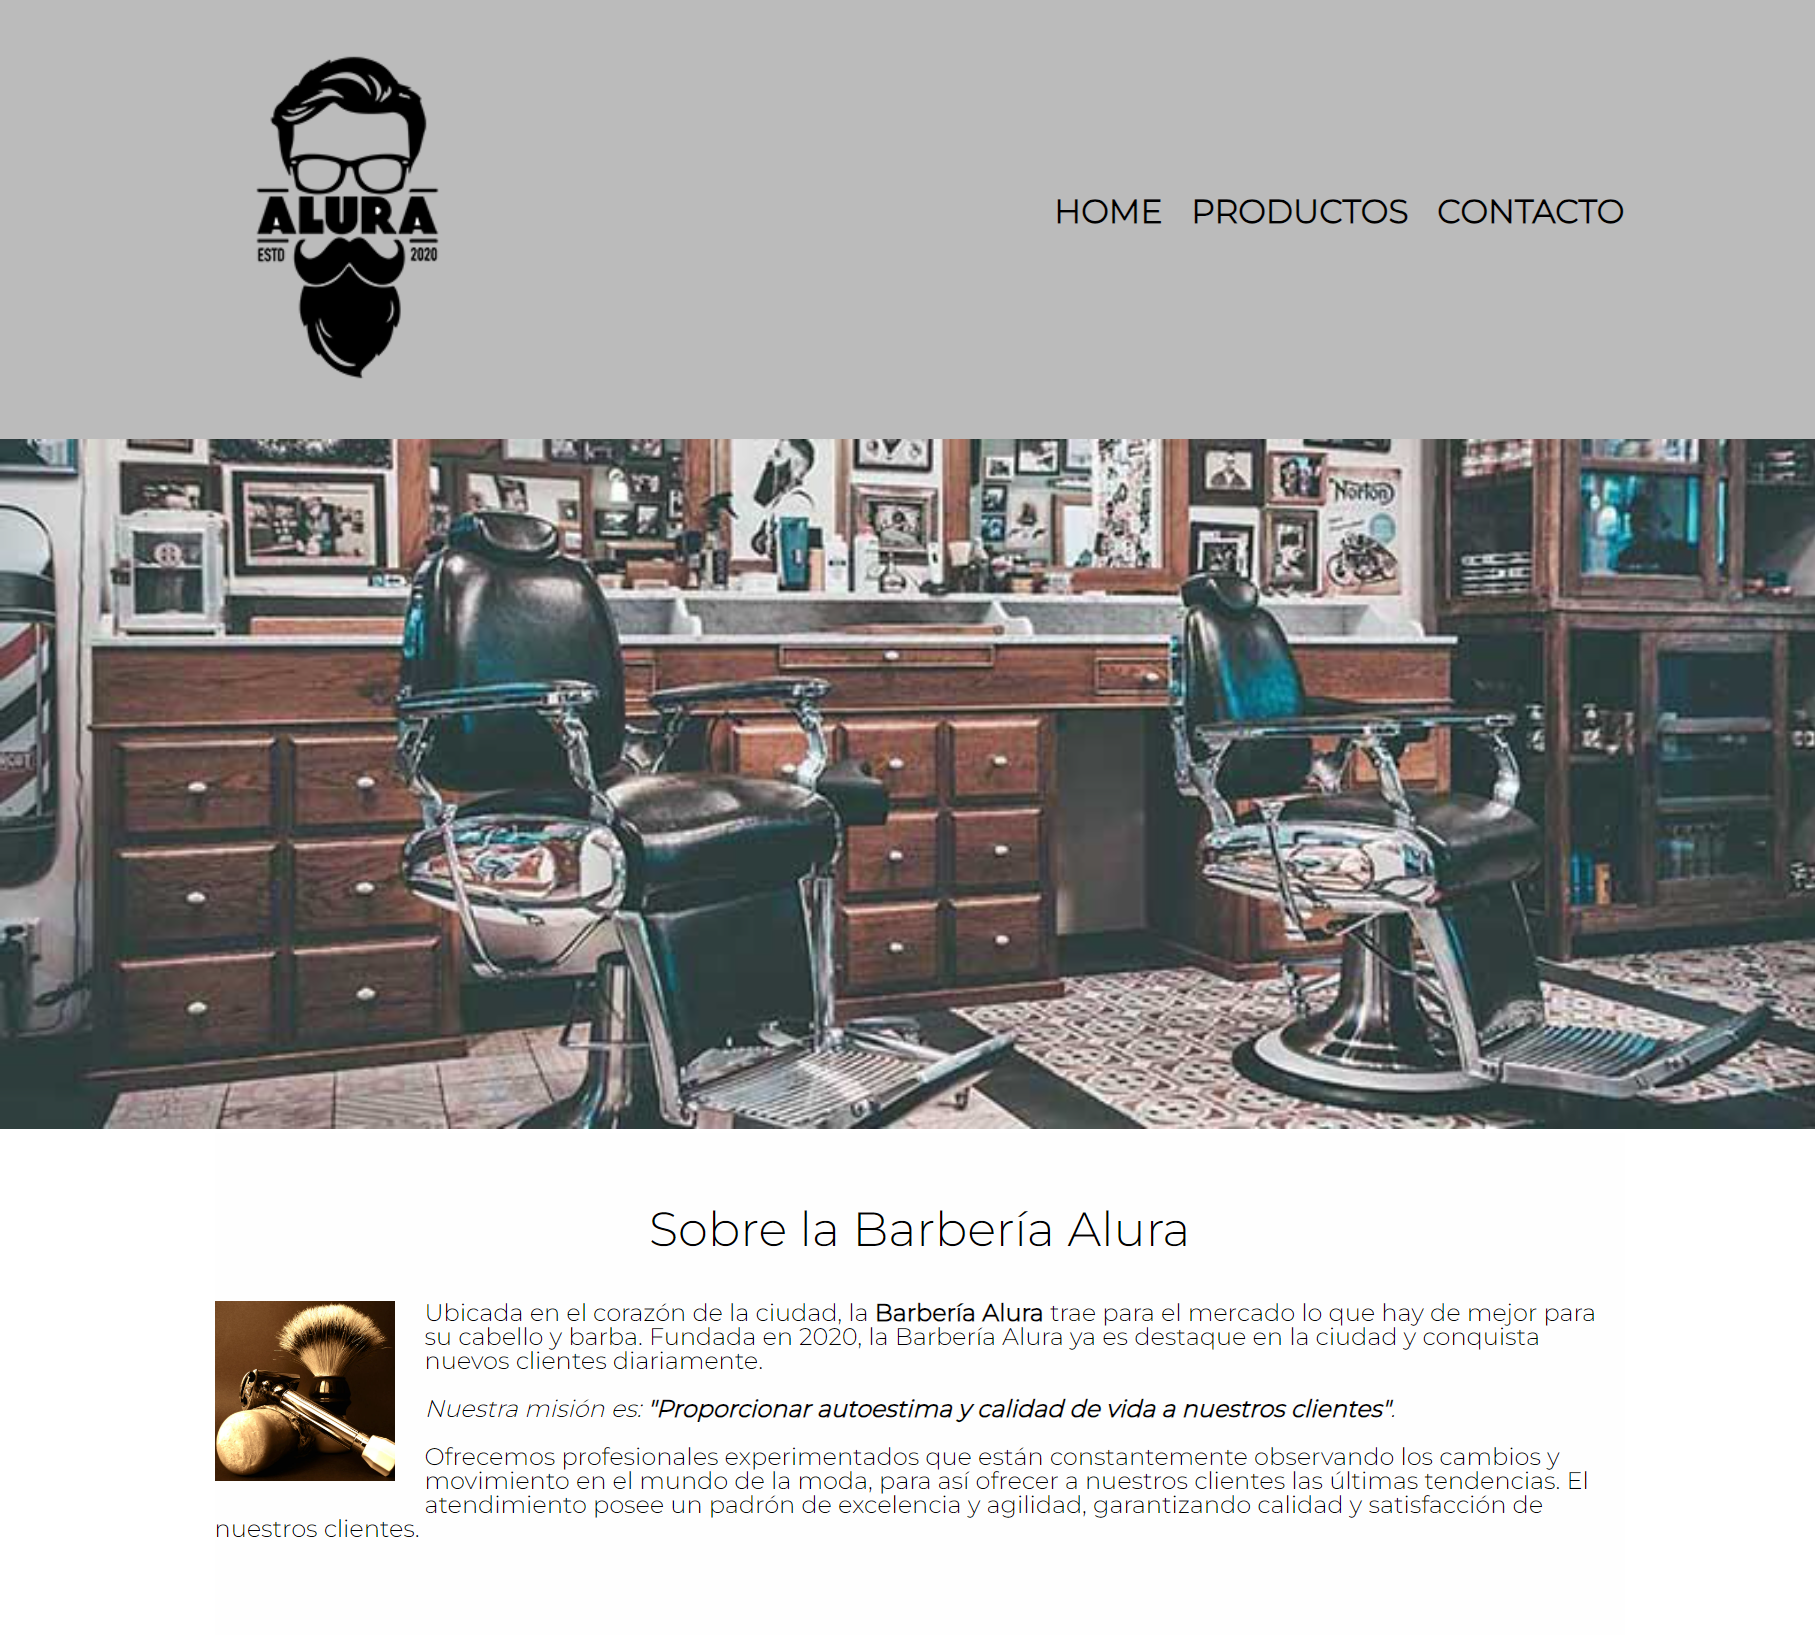 ALURA
ESTD 2020
HOME PRODUCTOS CONTACTO
Norton
Sobre la Barbería Alura
Ubicada en el corazón de la ciudad, la Barbería Alura trae para el mercado lo que hay de mejor para
su cabello y barba. Fundada en 2020, la Barbería Alura ya es destaque en la ciudad y conquista
nuevos clientes diariamente.
Nuestra misión es: "Proporcionar autoestima y calidad de vida a nuestros clientes".
Ofrecemos profesionales experimentados que están constantemente observando los cambios y
movimiento en el mundo de la moda, para así ofrecer a nuestros clientes las últimas tendencias. El
atendimiento posee un padrón de excelencia y agilidad, garantizando calidad y satisfacción de
nuestros clientes.